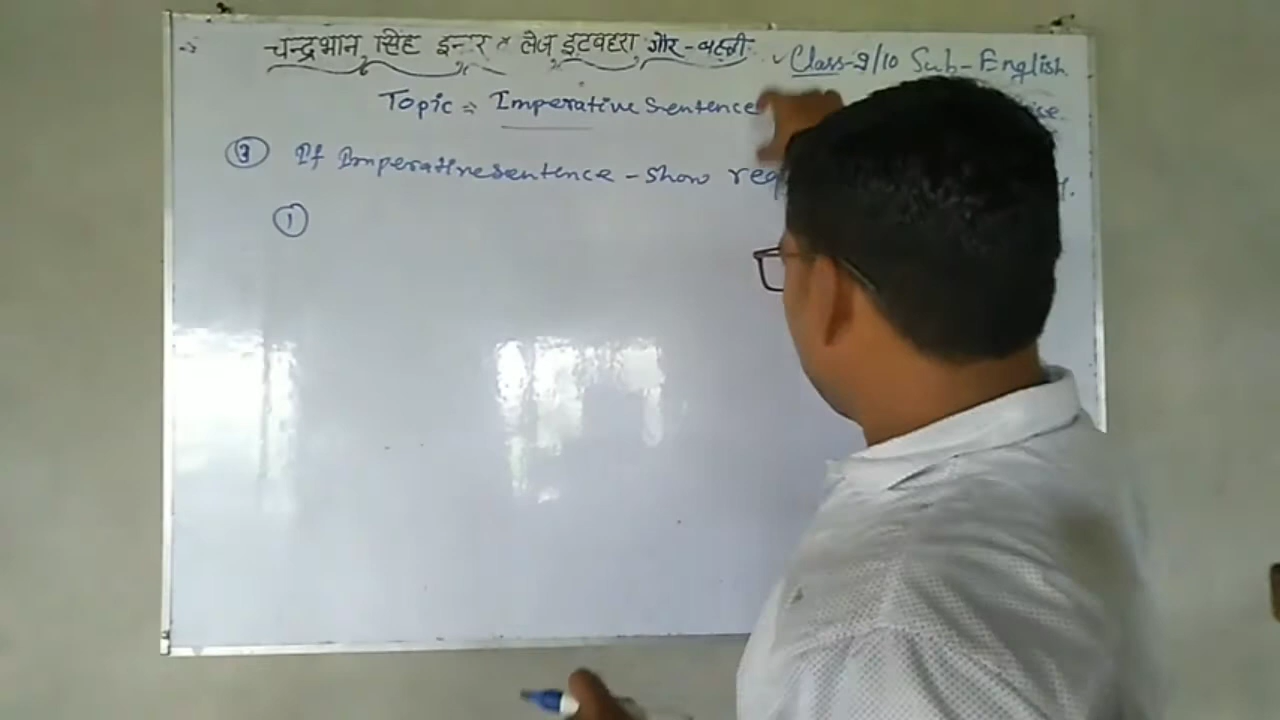 चन्द्रभान सिंह इन्टर कॉलेज इटवहरा गौर-बस्ती Class-9/10 Sub-English
Topic :- Imperative Sentence
③ If Imperative sentence - show
①